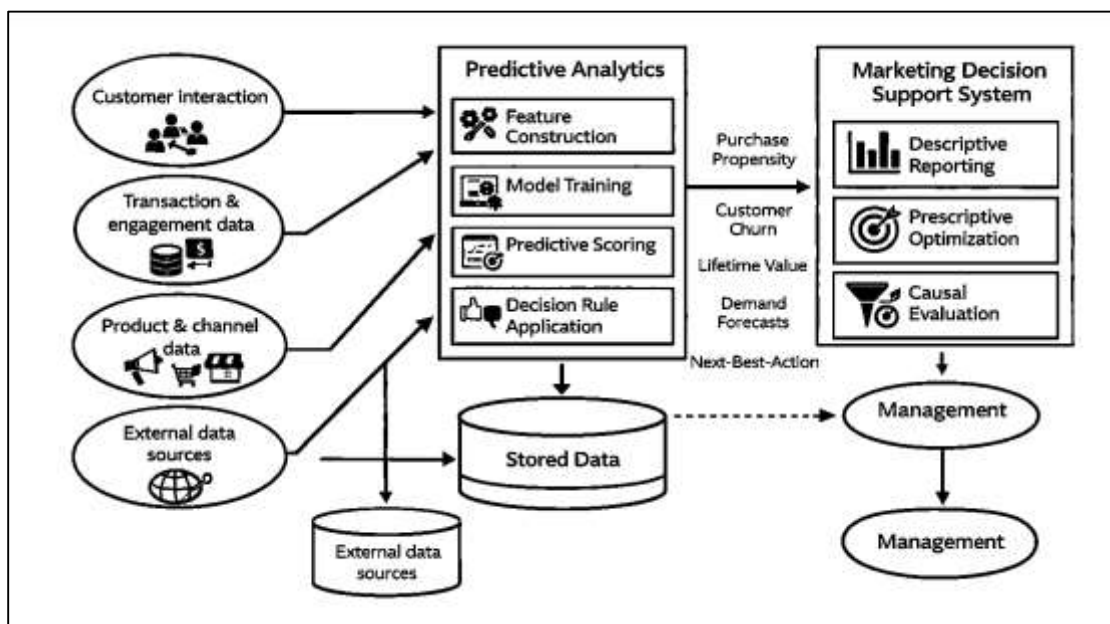 Customer interaction
Transaction &
engagement data
Product & channel
data
External data
sources
Predictive Analytics
Feature
Construction
Model Training
Predictive Scoring
Decision Rule
Application
Purchase
Propensity
Customer
Churn
Lifetime Value
Demand
Forecasts
Next-Best-Action
Marketing Decision
Support System
Descriptive
Reporting
Prescriptive
Optimization
Causal
Evaluation
Stored Data
External data
sources
Management
Management